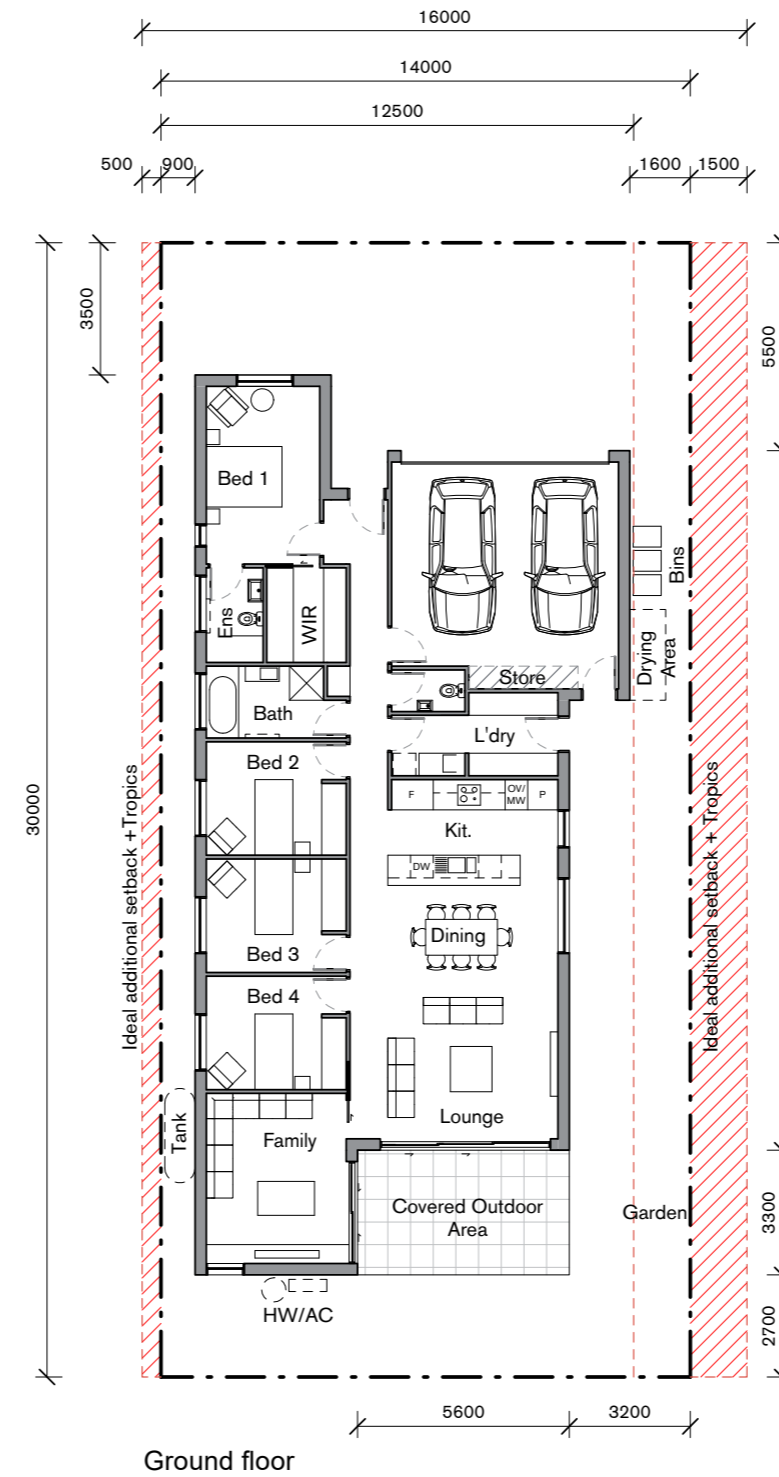 16000
14000
12500
500
900
1600
1500
3500
5500
30000
Bed 1
Bins
Ens
WIR
Drying
Area
Store
Bath
L'dry
Bed 2
F
OV/
MW
P
Kit.
DW
Ideal additional setback + Tropics
Ideal additional setback + Tropics
Dining
Bed 3
Bed 4
Lounge
Tank
Family
Covered Outdoor
Area
Garden
3300
HW/AC
2700
5600
3200
Ground floor